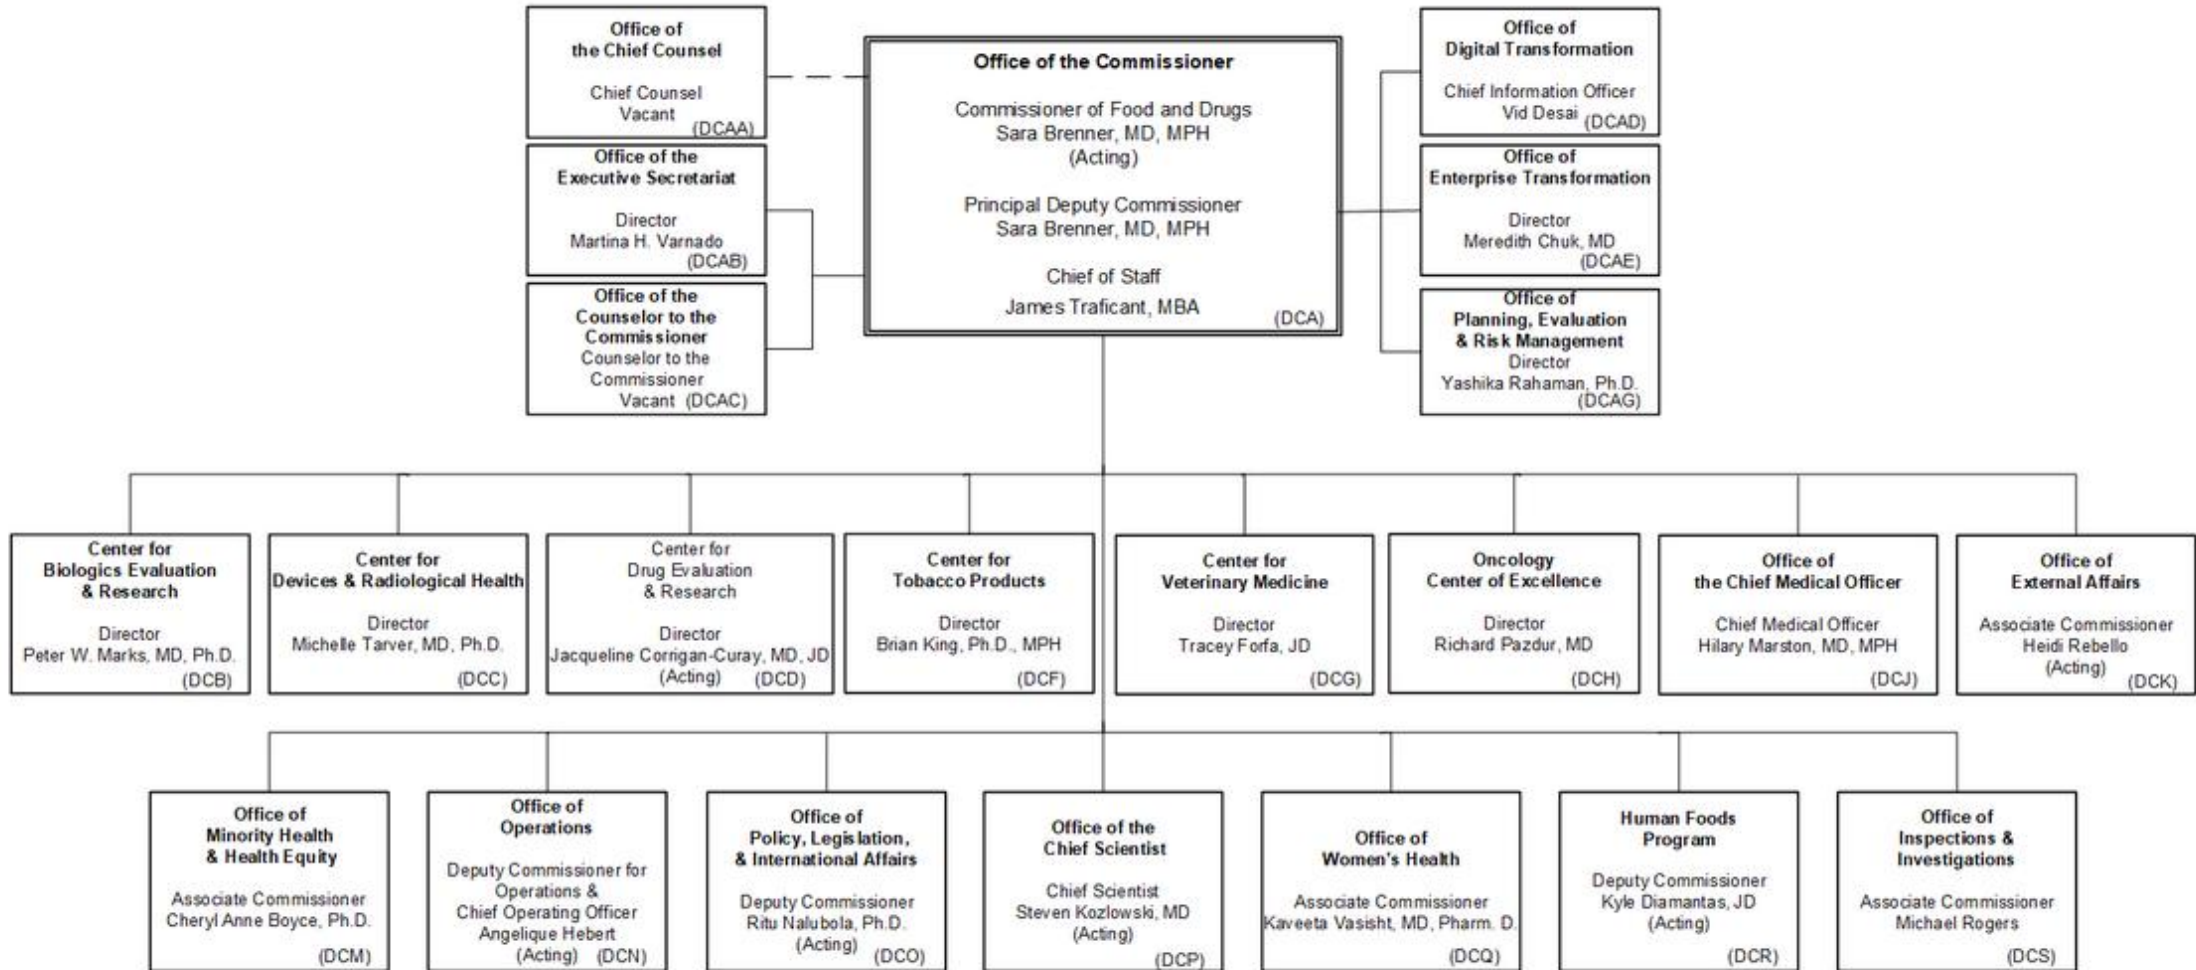 Office of
the Chief Counsel
Chief Counsel
Vacant
(DCAA)
Office of the
Executive Secretariat
Director
Martina H. Varnado
(DCAB)
Office of the
Counselor to the
Commissioner
Counselor to the
Commissioner
Vacant (DCAC)
Office of the Commissioner
Commissioner of Food and Drugs
Sara Brenner, MD, MPH
(Acting)
Principal Deputy Commissioner
Sara Brenner, MD, MPH
Chief of Staff
James Traficant, MBA
(DCA)
Office of
Digital Transformation
Chief Information Officer
Vid Desai (DCAD)
Office of
Enterprise Transformation
Director
Meredith Chuk, MD
(DCAE)
Office of
Planning, Evaluation
& Risk Management
Director
Yashika Rahaman, Ph.D.
(DCAG)
Center for
Biologics Evaluation
& Research
Director
Peter W. Marks, MD, Ph.D.
(DCB)
Center for
Devices & Radiological Health
Director
Michelle Tarver, MD, Ph.D.
(DCC)
Center for
Drug Evaluation
& Research
Director
Jacqueline Corrigan-Curay, MD, JD
(Acting) (DCD)
Center for
Tobacco Products
Director
Brian King, Ph.D., MPH
(DCF)
Center for
Veterinary Medicine
Director
Tracey Forfa, JD
(DCG)
Oncology
Center of Excellence
Director
Richard Pazdur, MD
(DCH)
Office of
the Chief Medical Officer
Chief Medical Officer
Hilary Marston, MD, MPH
(DCJ)
Office of
External Affairs
Associate Commissioner
Heidi Rebello
(Acting)
(DCK)
Office of
Minority Health
& Health Equity
Associate Commissioner
Cheryl Anne Boyce, Ph.D.
(DCM)
Office of
Operations
Deputy Commissioner for
Operations &
Chief Operating Officer
Angelique Hebert
(Acting) (DCN)
Office of
Policy, Legislation,
& International Affairs
Deputy Commissioner
Ritu Nalubola, Ph.D.
(Acting)
(DCO)
Office of the
Chief Scientist
Chief Scientist
Steven Kozlowski, MD
(Acting)
(DCP)
Office of
Women's Health
Associate Commissioner
Kaveeta Vasisht, MD, Pharm. D.
(DCQ)
Human Foods
Program
Deputy Commissioner
Kyle Diamantas, JD
(Acting)
(DCR)
Office of
Inspections &
Investigations
Associate Commissioner
Michael Rogers
(DCS)